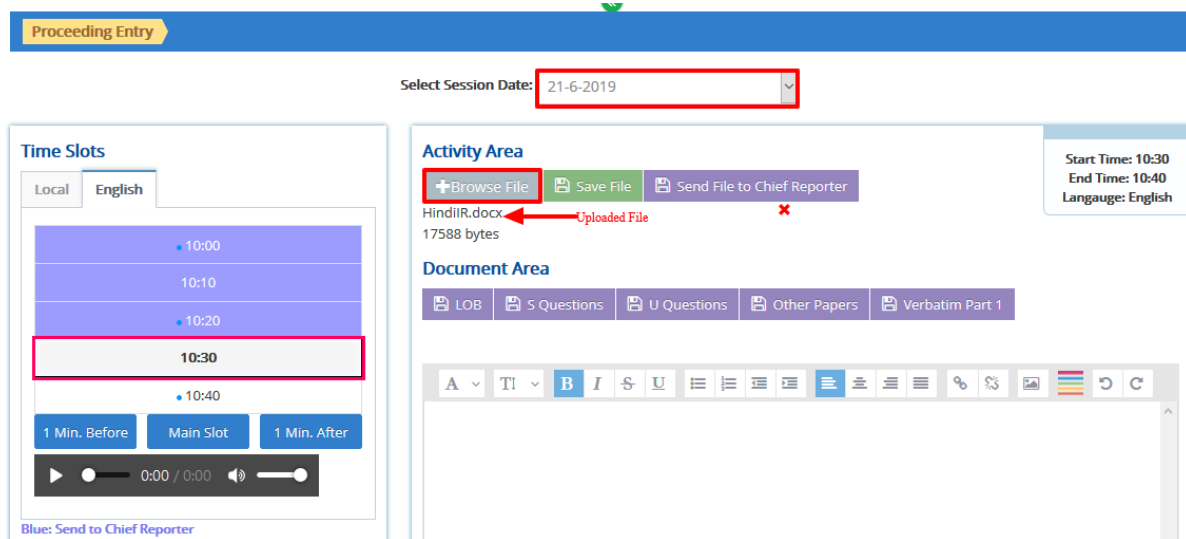 Proceeding Entry
Select Session Date: 21-6-2019
Time Slots
Local English
10:00
10:10
10:20
10:30
10:40
1 Min. Before Main Slot 1 Min. After
0:00 / 0:00
Blue: Send to Chief Reporter
Activity Area
+Browse File Save File Send File to Chief Reporter
HindiIR.docx Uploaded File
17588 bytes
Start Time: 10:30
End Time: 10:40
Langauge: English
Document Area
LOB S Questions U Questions Other Papers Verbatim Part 1
A TI B I S U